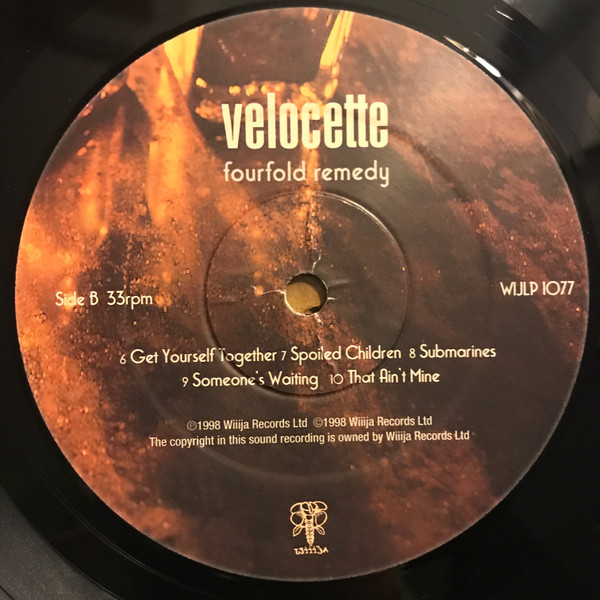 velocette
fourfold remedy
Side B 33rpm
WIJLP 1077
6 Get Yourself Together 7 Spoiled Children 8 Submarines
9 Someone's Waiting 10 That Ain't Mine
℗1998 Wiiija Records Ltd ©1998 Wiiija Records Ltd
The copyright in this sound recording is owned by Wiiija Records Ltd